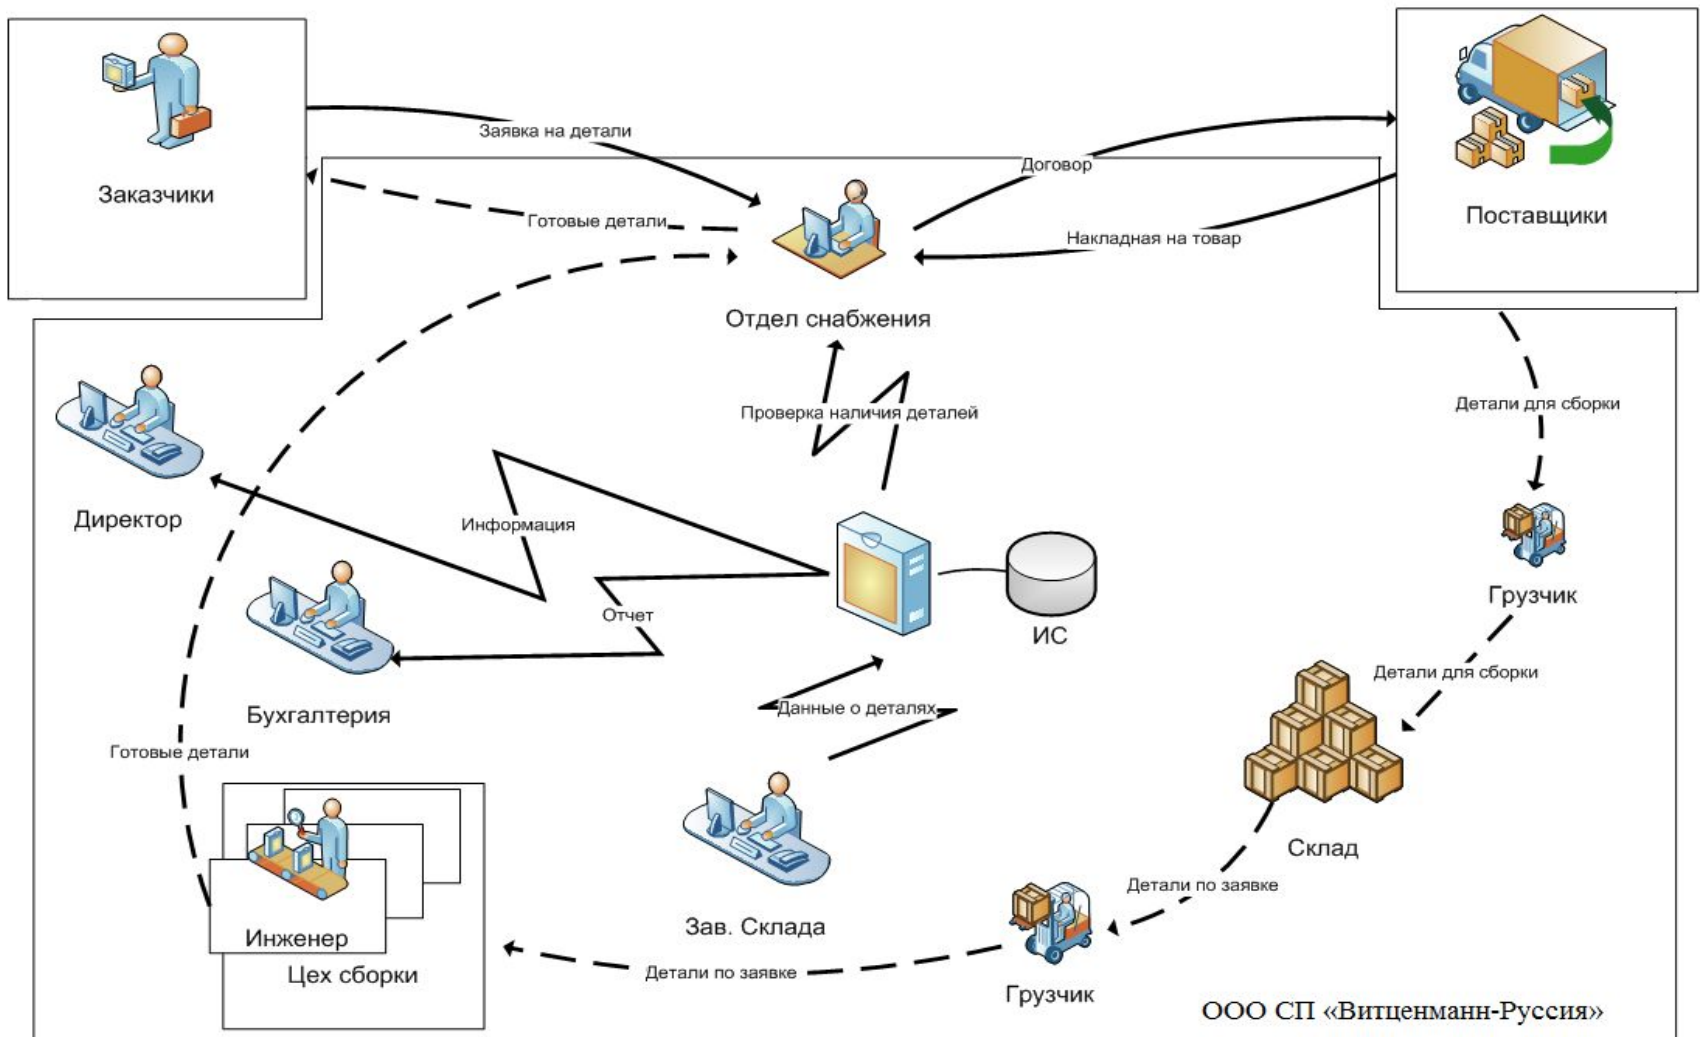 Заявка на детали
Заказчики
Договор
Поставщики
Готовые детали
Накладная на товар
Отдел снабжения
Проверка наличия деталей
Детали для сборки
Директор
Информация
Грузчик
Отчет
ИС
Детали для сборки
Бухгалтерия
Данные о деталях
Готовые детали
Склад
Детали по заявке
Зав. Склада
Инженер
Цех сборки
Детали по заявке
Грузчик
ООО СП «Витценманн-Руссия»